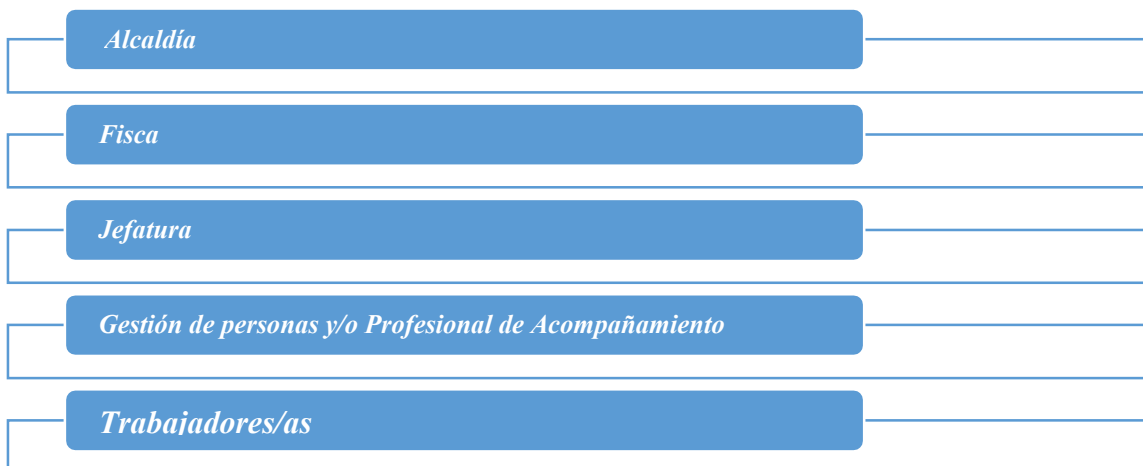 Alcaldía
Fisca
Jefatura
Gestión de personas y/o Profesional de Acompañamiento
Trabajadores/as